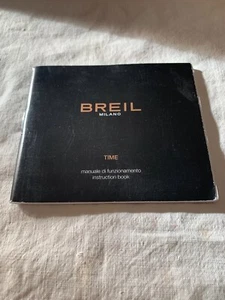 BREIL
MILANO
TIME
manuale di funzionamento
instruction book